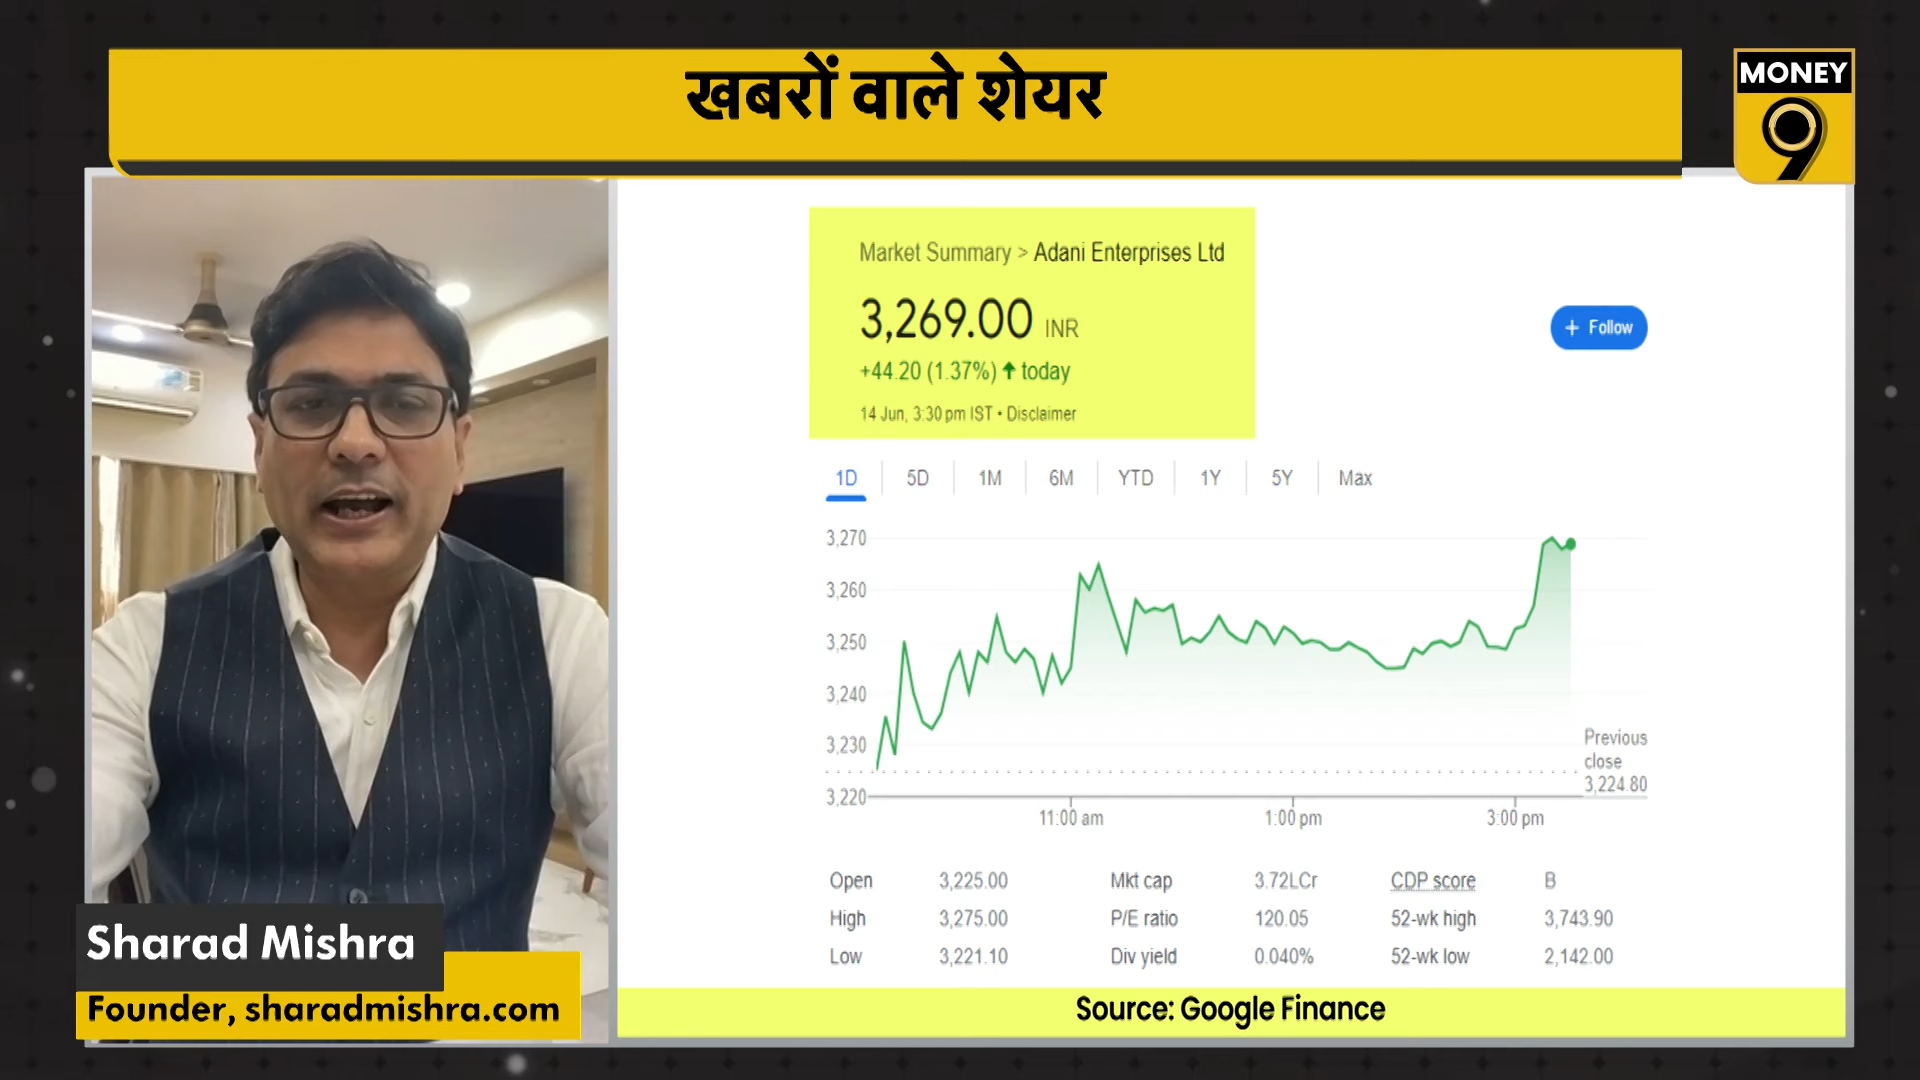 खबरों वाले शेयर
MONEY
9
Market Summary > Adani Enterprises Ltd
3,269.00 INR
+44.20 (1.37%) ↑ today
14 Jun, 3:30 pm IST • Disclaimer
+ Follow
1D 5D 1M 6M YTD 1Y 5Y Max
3,270
3,260
3,250
3,240
3,230
3,220
Previous
close
3,224.80
11:00 am 1:00 pm 3:00 pm
Open 3,225.00 Mkt cap 3.72LCr CDP score B
High 3,275.00 P/E ratio 120.05 52-wk high 3,743.90
Low 3,221.10 Div yield 0.040% 52-wk low 2,142.00
Sharad Mishra
Founder, sharadmishra.com
Source: Google Finance